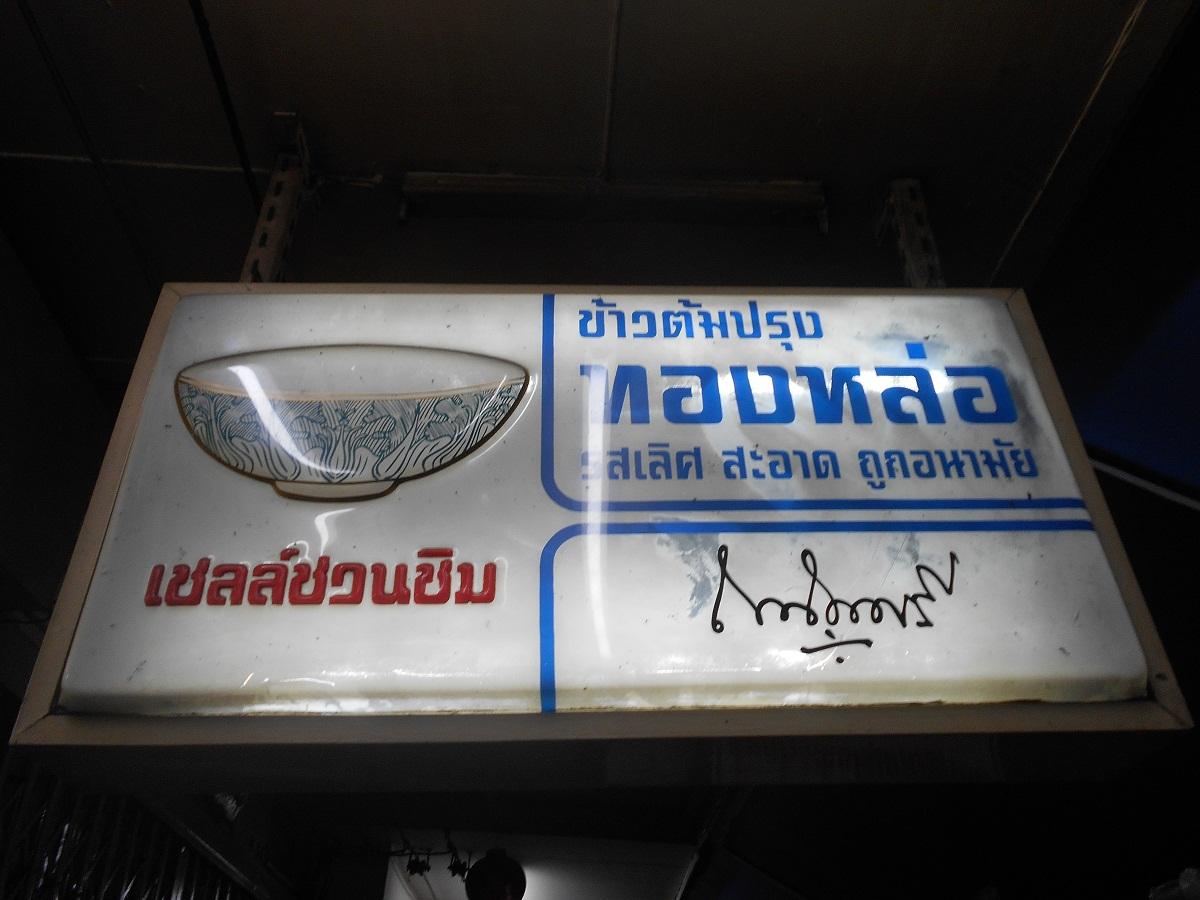 ข้าวต้มปรุง
ทองหล่อ
รสเลิศ สะอาด ถูกอนามัย
เชลล์ชวนชิม